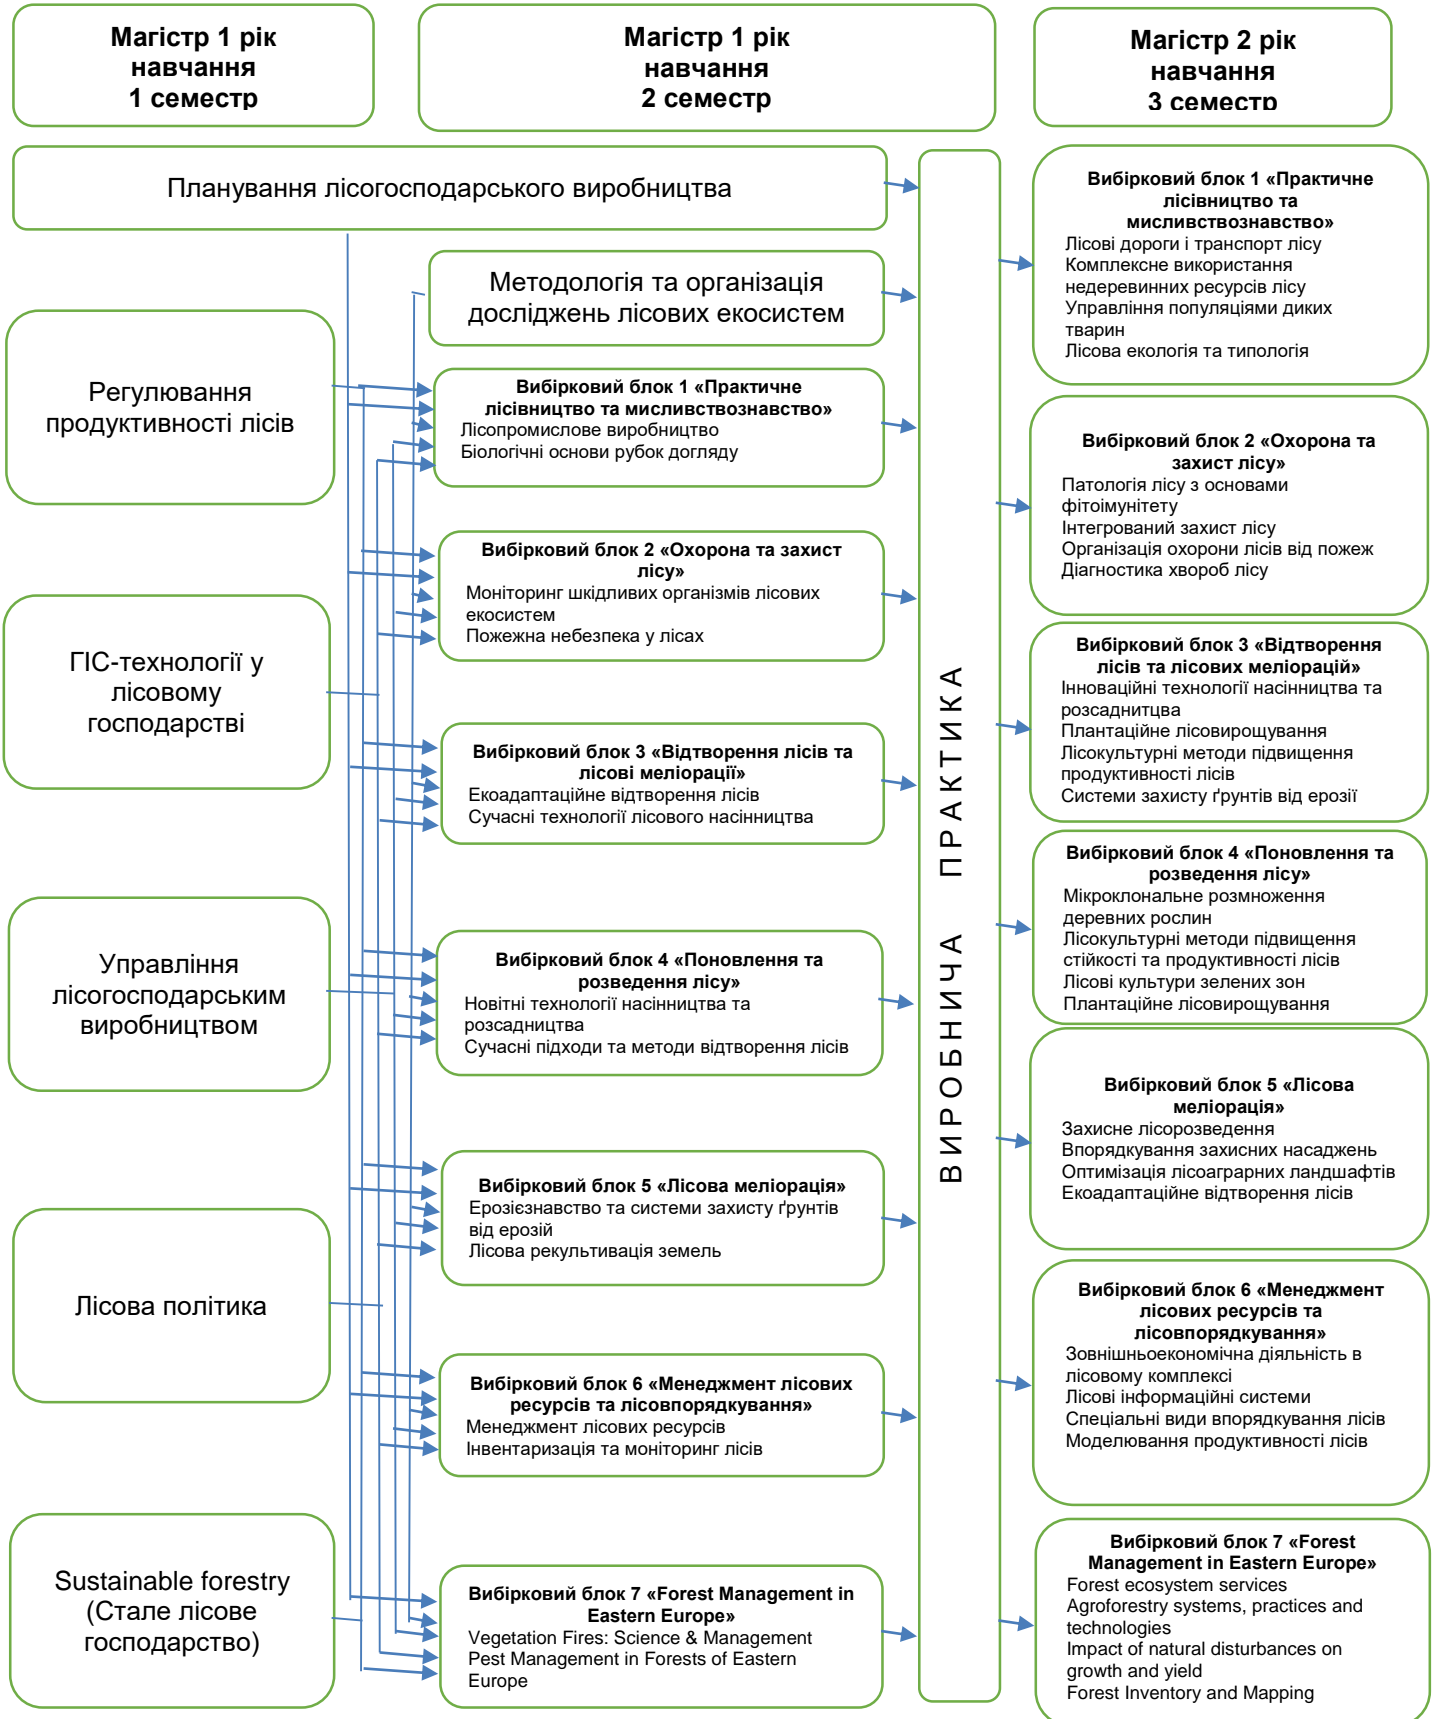 Магістр 1 рік
навчання
1 семестр
Магістр 1 рік
навчання
2 семестр
Магістр 2 рік
навчання
3 семестр
Планування лісогосподарського виробництва
Регулювання
продуктивності лісів
ГІС-технології у
лісовому
господарстві
Управління
лісогосподарським
виробництвом
Лісова політика
Sustainable forestry
(Стале лісове
господарство)
Методологія та організація
досліджень лісових екосистем
Вибірковий блок 1 «Практичне
лісівництво та мисливствознавство»
Лісопромислове виробництво
Біологічні основи рубок догляду
Вибірковий блок 2 «Охорона та захист
лісу»
Моніторинг шкідливих організмів лісових
екосистем
Пожежна небезпека у лісах
Вибірковий блок 3 «Відтворення лісів та
лісові меліорації»
Екоадаптаційне відтворення лісів
Сучасні технології лісового насінництва
Вибірковий блок 4 «Поновлення та
розведення лісу»
Новітні технології насінництва та
розсадництва
Сучасні підходи та методи відтворення лісів
Вибірковий блок 5 «Лісова меліорація»
Ерозієзнавство та системи захисту ґрунтів
від ерозій
Лісова рекультивація земель
Вибірковий блок 6 «Менеджмент лісових
ресурсів та лісовпорядкування»
Менеджмент лісових ресурсів
Інвентаризація та моніторинг лісів
Вибірковий блок 7 «Forest Management in
Eastern Europe»
Vegetation Fires: Science & Management
Pest Management in Forests of Eastern
Europe
ВИРОБНИЧА ПРАКТИКА
Вибірковий блок 1 «Практичне
лісівництво та
мисливствознавство»
Лісові дороги і транспорт лісу
Комплексне використання
недеревинних ресурсів лісу
Управління популяціями диких
тварин
Лісова екологія та типологія
Вибірковий блок 2 «Охорона та
захист лісу»
Патологія лісу з основами
фітоімунітету
Інтегрований захист лісу
Організація охорони лісів від пожеж
Діагностика хвороб лісу
Вибірковий блок 3 «Відтворення
лісів та лісових меліорацій»
Інноваційні технології насінництва та
розсаднитцва
Плантаційне лісовирощування
Лісокультурні методи підвищення
продуктивності лісів
Системи захисту ґрунтів від ерозії
Вибірковий блок 4 «Поновлення та
розведення лісу»
Мікроклональне розмноження
деревних рослин
Лісокультурні методи підвищення
стійкості та продуктивності лісів
Лісові культури зелених зон
Плантаційне лісовирощування
Вибірковий блок 5 «Лісова
меліорація»
Захисне лісорозведення
Впорядкування захисних насаджень
Оптимізація лісоаграрних ландшафтів
Екоадаптаційне відтворення лісів
Вибірковий блок 6 «Менеджмент
лісових ресурсів та
лісовпорядкування»
Зовнішньоекономічна діяльність в
лісовому комплексі
Лісові інформаційні системи
Спеціальні види впорядкування лісів
Моделювання продуктивності лісів
Вибірковий блок 7 «Forest
Management in Eastern Europe»
Forest ecosystem services
Agroforestry systems, practices and
technologies
Impact of natural disturbances on
growth and yield
Forest Inventory and Mapping